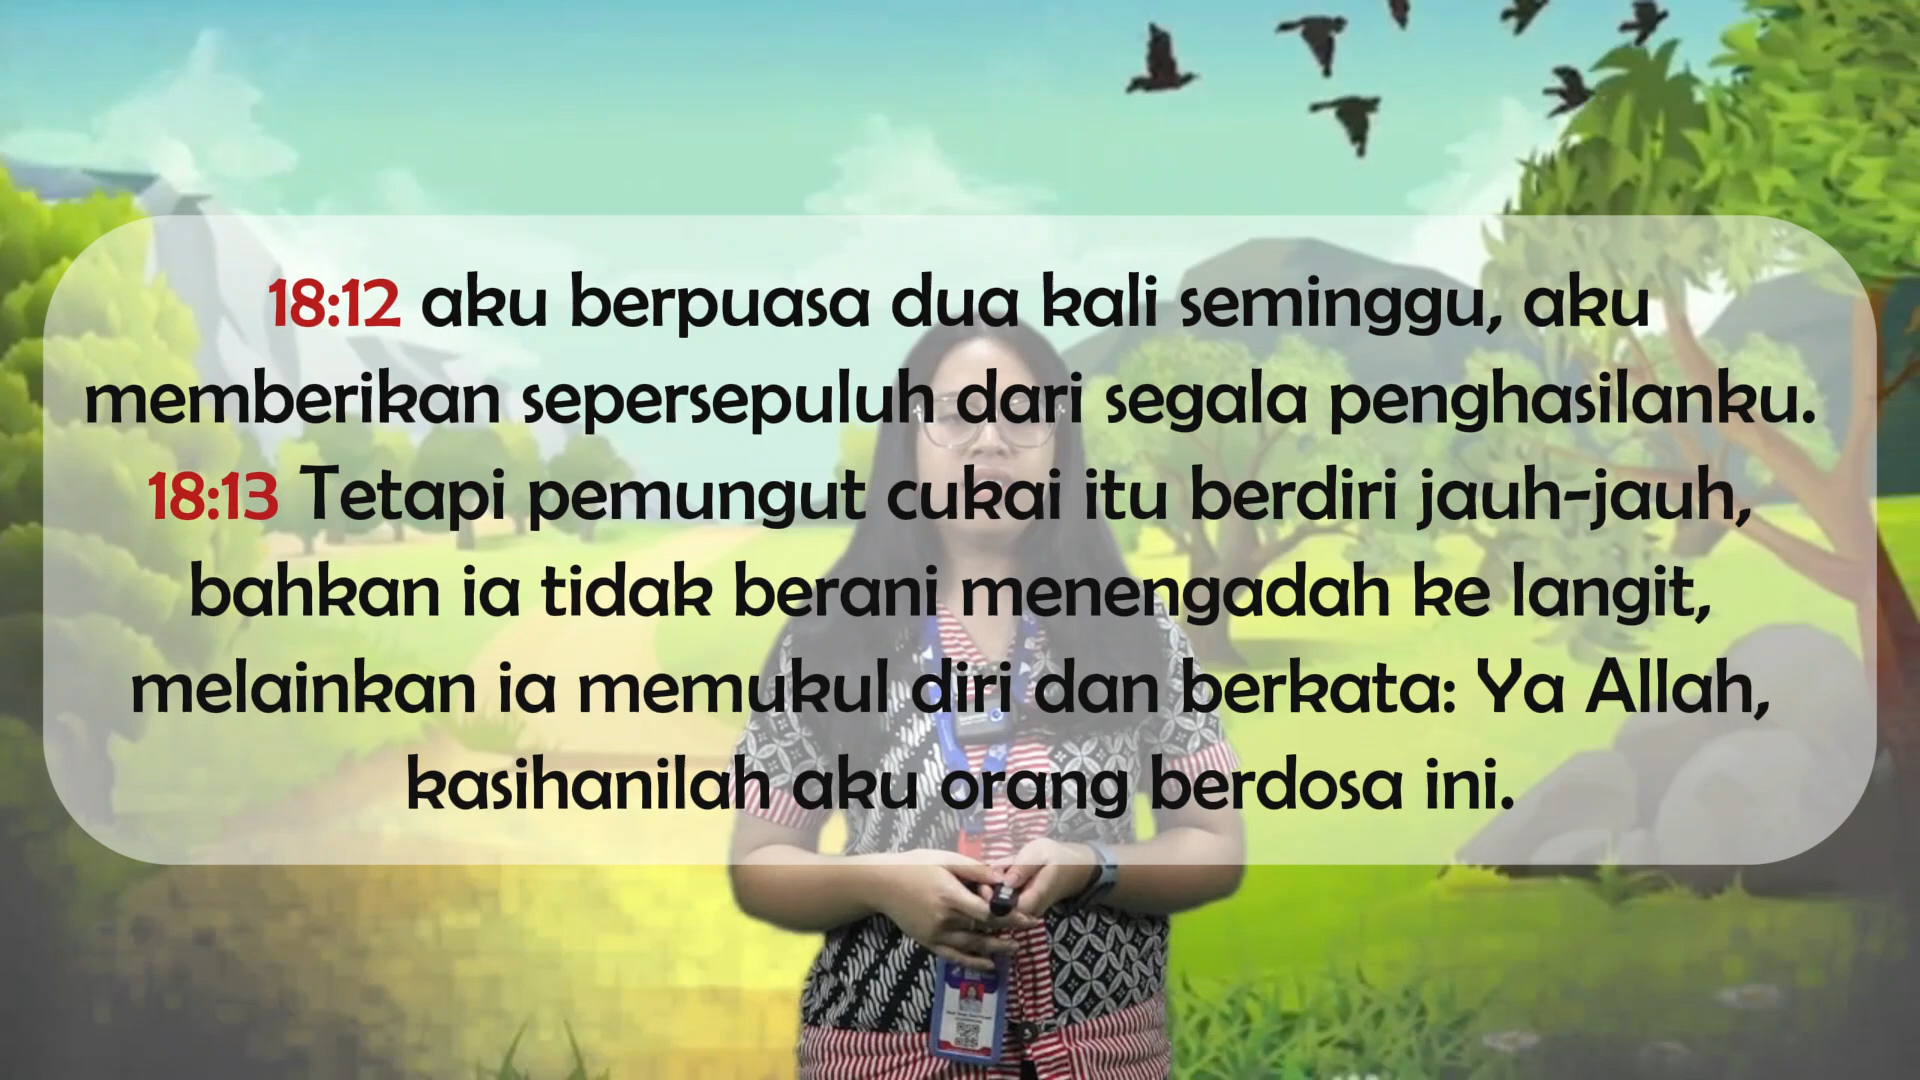 18:12 aku berpuasa dua kali seminggu, aku
memberikan sepersepuluh dari segala penghasilanku.
18:13 Tetapi pemungut cukai itu berdiri jauh-jauh,
bahkan ia tidak berani menengadah ke langit,
melainkan ia memukul diri dan berkata: Ya Allah,
kasihanilah aku orang berdosa ini.